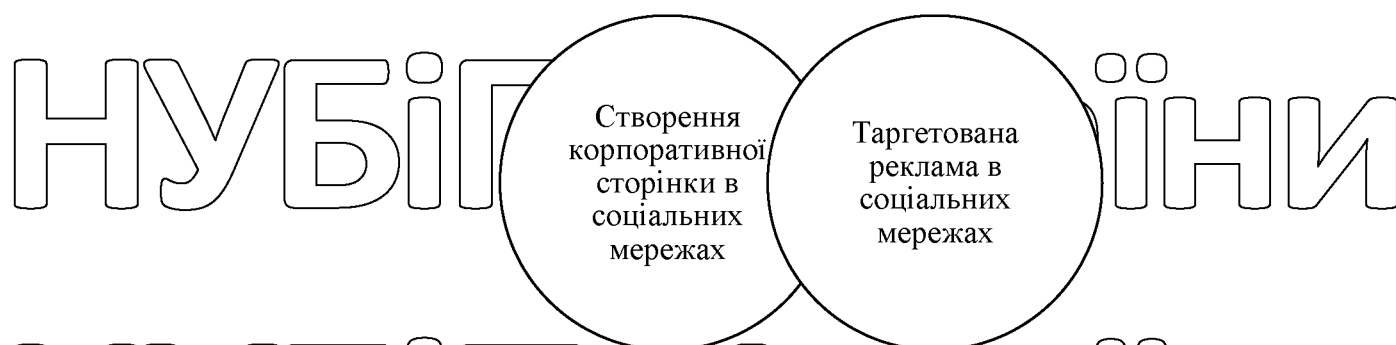 НУБіП
їни
Створення
корпоративної
сторінки в
соціальних
мережах
Таргетована
реклама в
соціальних
мережах